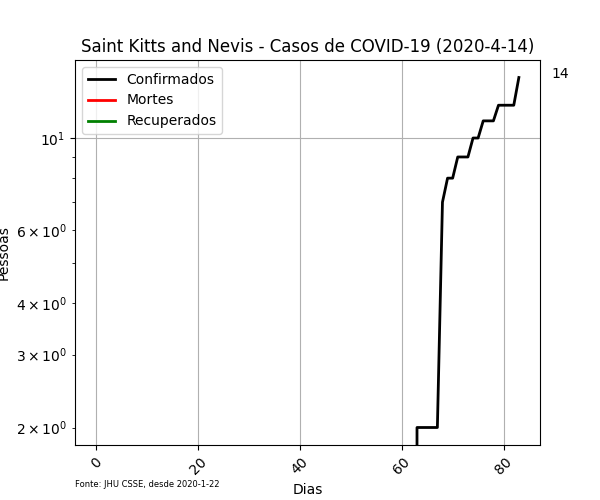 Saint Kitts and Nevis - Casos de COVID-19 (2020-4-14)
Confirmados
Mortes
Recuperados
14
10¹
6 × 10⁰
4 × 10⁰
3 × 10⁰
2 × 10⁰
Pessoas
0 20 40 60 80
Dias
Fonte: JHU CSSE, desde 2020-1-22